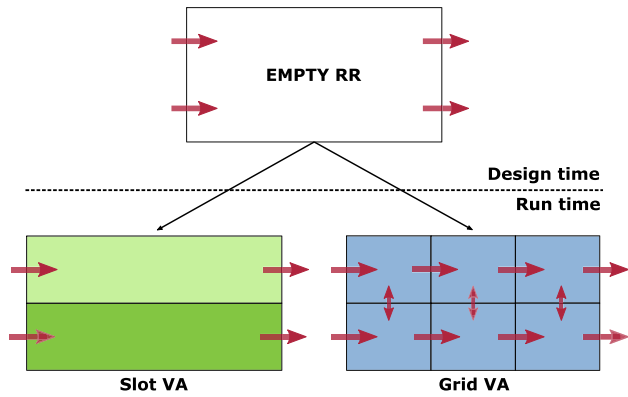 EMPTY RR
Design time
Run time
Slot VA
Grid VA